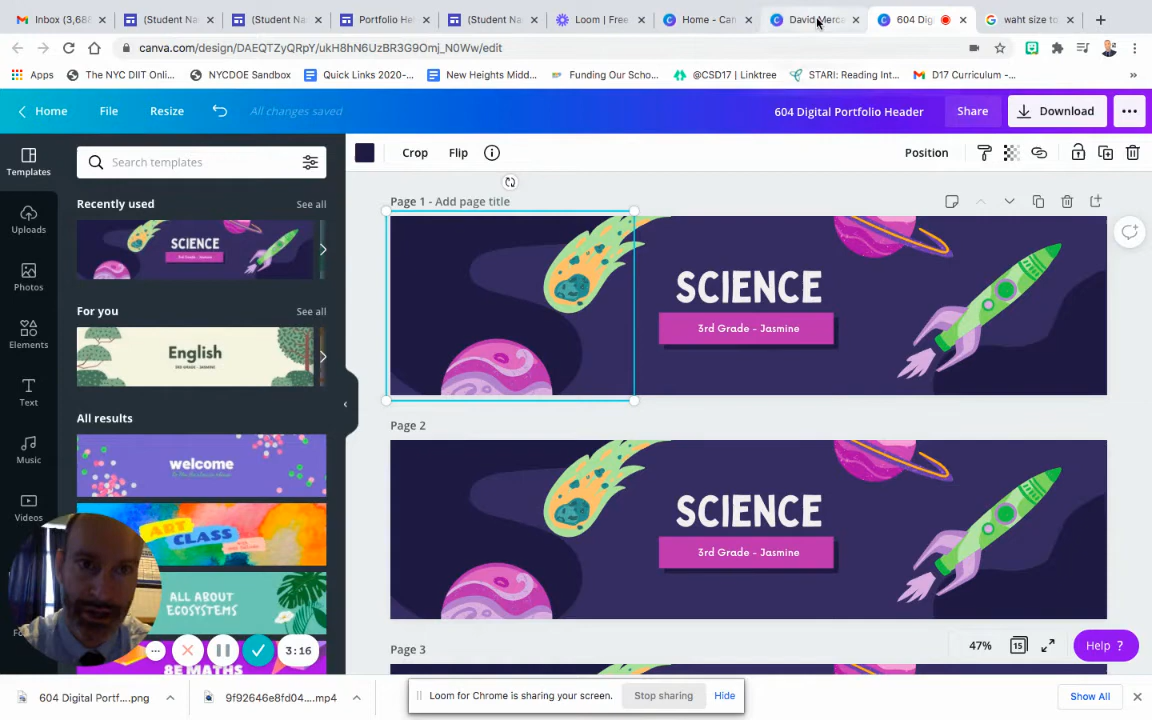 Inbox (3,68
(Student Na
(Student Na
Portfolio He
(Student Na
Loom | Free
Home - Can
David Merca
604 Dig
waht size to
canva.com/design/DAEQTZyQRpY/ukH8hN6UzBR3G9Omj_N0Ww/edit
Apps
The NYC DIIT Onli...
NYCDOE Sandbox
Quick Links 2020-...
New Heights Midd...
Funding Our Scho...
@CSD17 | Linktree
STARI: Reading Int...
D17 Curriculum -...
Home
File
Resize
All changes saved
604 Digital Portfolio Header
Share
Download
Templates
Search templates
Crop
Flip
Position
Recently used
See all
SCIENCE
3rd Grade - Jasmine
Uploads
Photos
For you
See all
English
3RD GRADE - JASMINE
Elements
Text
All results
welcome
Music
Videos
ART
CLASS
ALL ABOUT
ECOSYSTEMS
8E MATHS
3:16
Page 1 - Add page title
SCIENCE
3rd Grade - Jasmine
Page 2
SCIENCE
3rd Grade - Jasmine
Page 3
47%
15
Help ?
604 Digital Portf....png
9f92646e8fd04....mp4
Loom for Chrome is sharing your screen.
Stop sharing
Hide
Show All